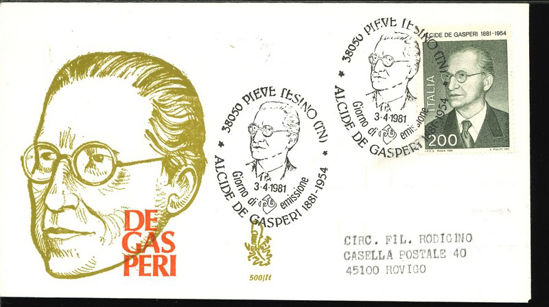 DE
GAS
PERI
38050 PIEVE TESINO (TN)
3-4-1981
Giorno di emissione
ALCIDE DE GASPERI 1881-1954
500/It
38050 PIEVE TESINO (TN)
3-4-1981
Giorno di emissione
ALCIDE DE GASPERI 1881-1954
ALCIDE DE GASPERI 1881-1954
ITALIA
200
CIRC. FIL. RODIGINO
CASELLA POSTALE 40
45100 ROVIGO